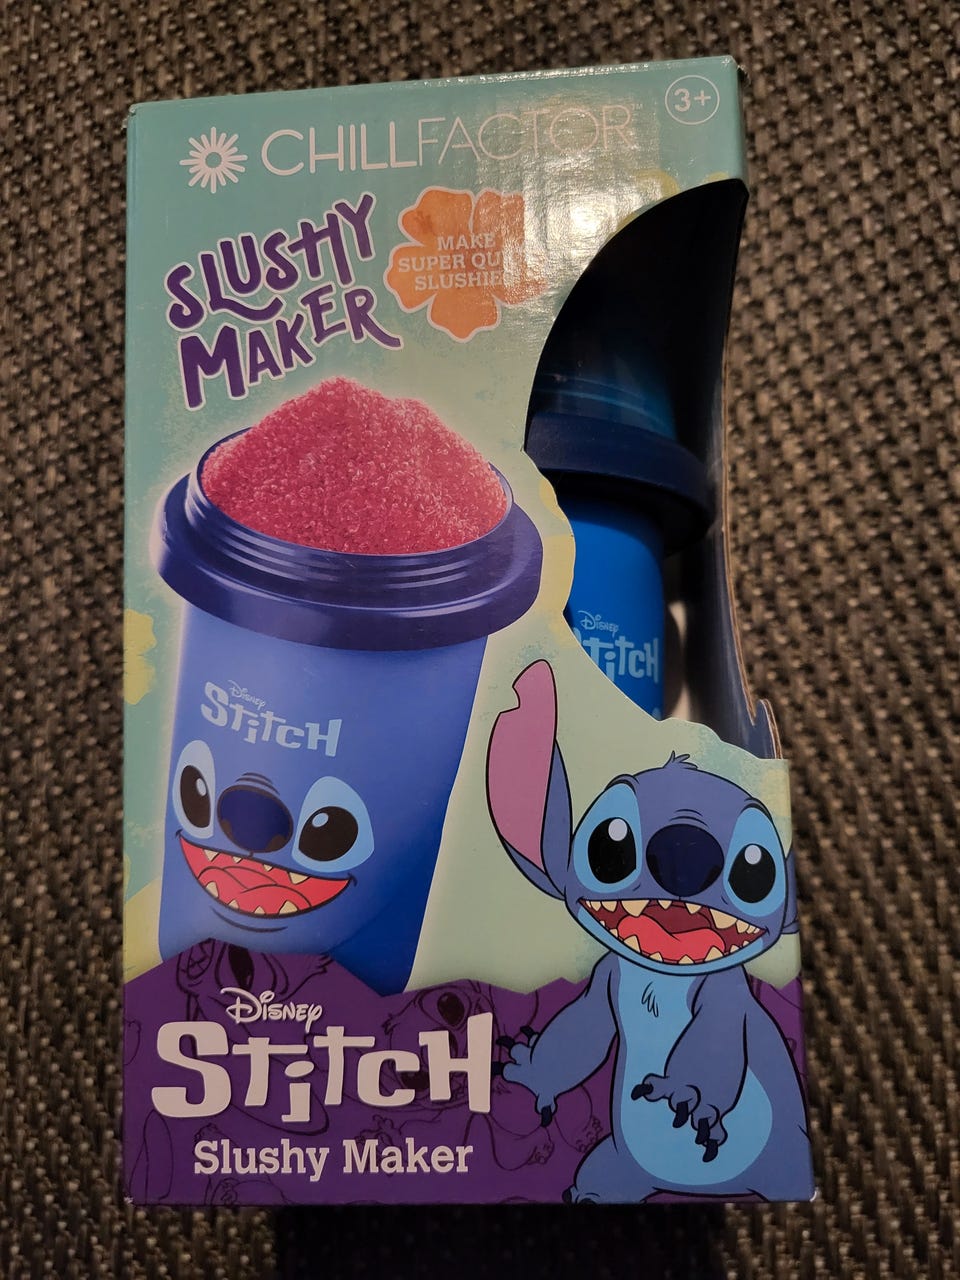 CHILLFACTOR
3+
SLUSHY
MAKER
MAKE
SUPER
SLUSHIE
Disney
Stitch
Disney
Stitch
Disney
Stitch
Slushy Maker